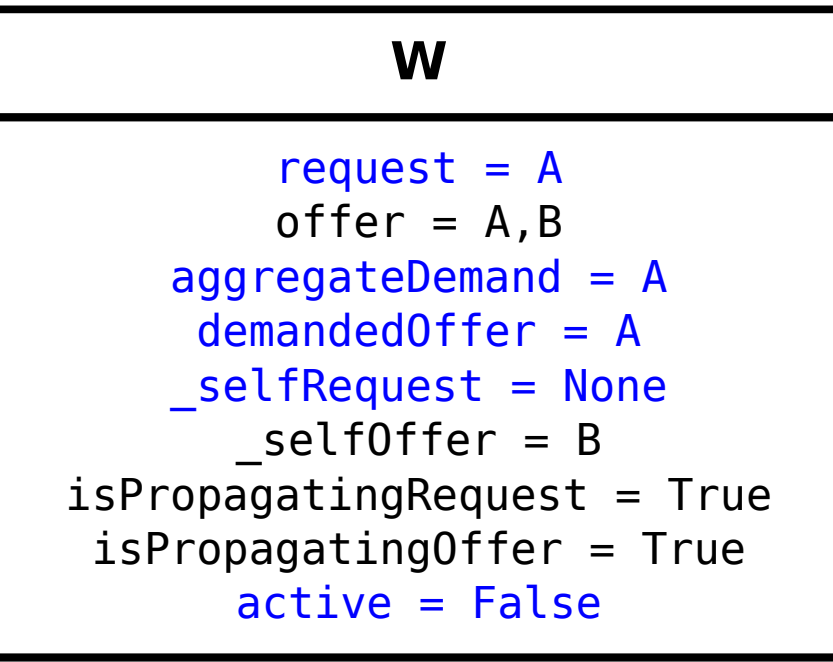 W
request = A
offer = A,B
aggregateDemand = A
demandedOffer = A
_selfRequest = None
_selfOffer = B
isPropagatingRequest = True
isPropagatingOffer = True
active = False